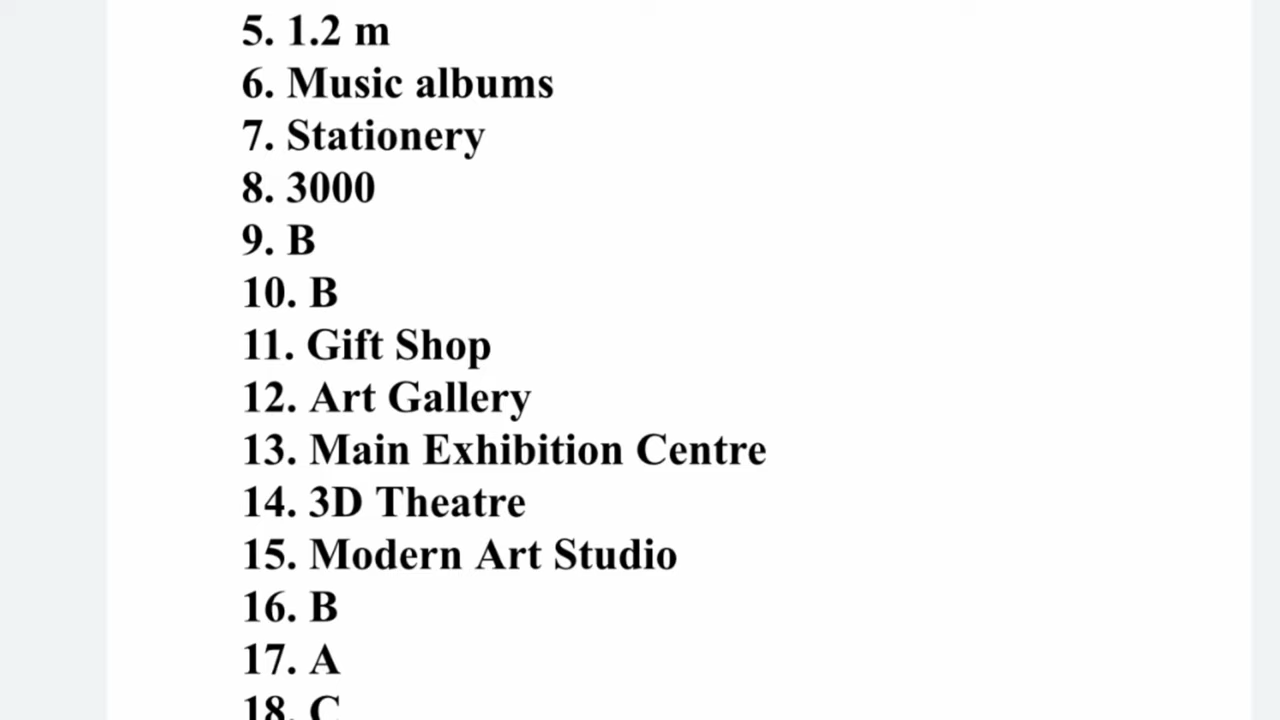 5. 1.2 m
6. Music albums
7. Stationery
8. 3000
9. B
10. B
11. Gift Shop
12. Art Gallery
13. Main Exhibition Centre
14. 3D Theatre
15. Modern Art Studio
16. B
17. A
18. C